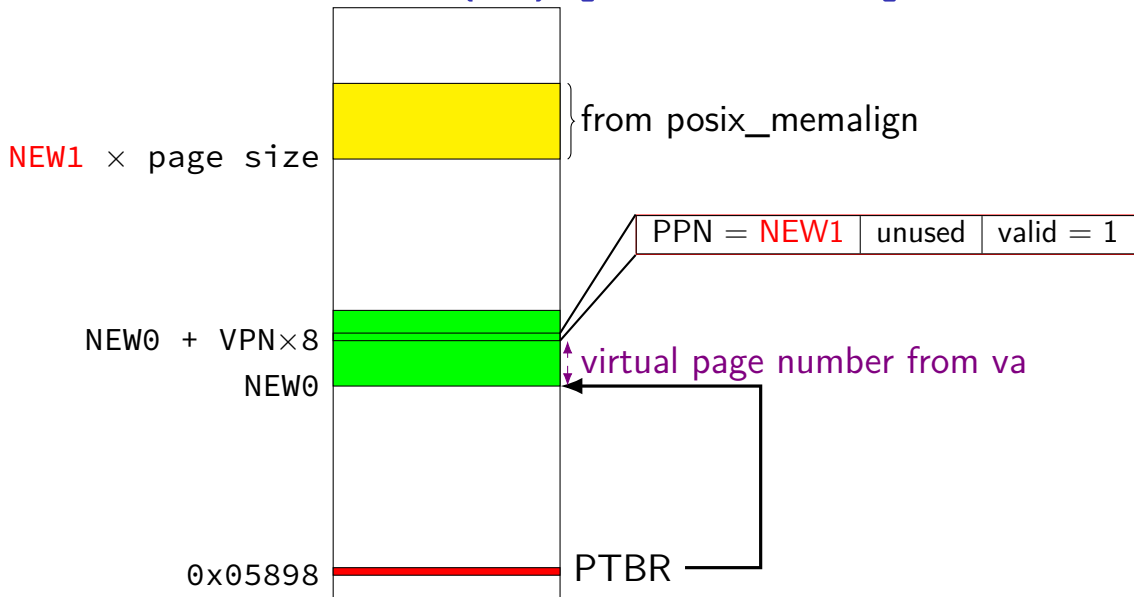 from posix_memalign
NEW1 × page size
PPN = NEW1 unused valid = 1
NEW0 + VPN×8
virtual page number from va
NEW0
PTBR
0x05898